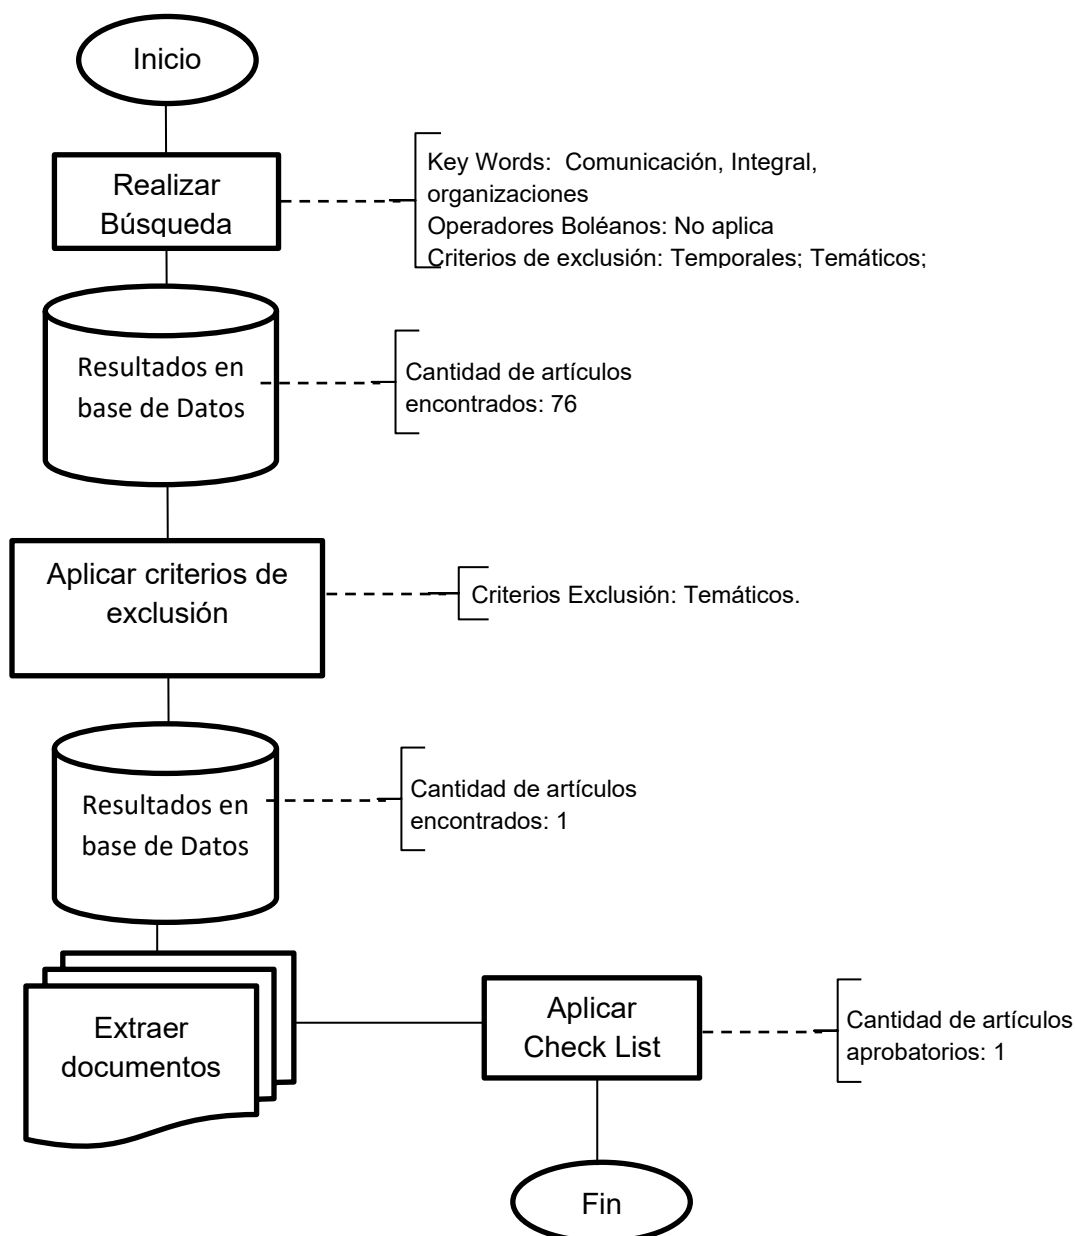 Inicio
Realizar
Búsqueda
Key Words:  Comunicación, Integral,
organizaciones
Operadores Boléanos: No aplica
Criterios de exclusión: Temporales; Temáticos;
Resultados en
base de Datos
Cantidad de artículos
encontrados: 76
Aplicar criterios de
exclusión
Criterios Exclusión: Temáticos.
Resultados en
base de Datos
Cantidad de artículos
encontrados: 1
Extraer
documentos
Aplicar
Check List
Cantidad de artículos
aprobatorios: 1
Fin